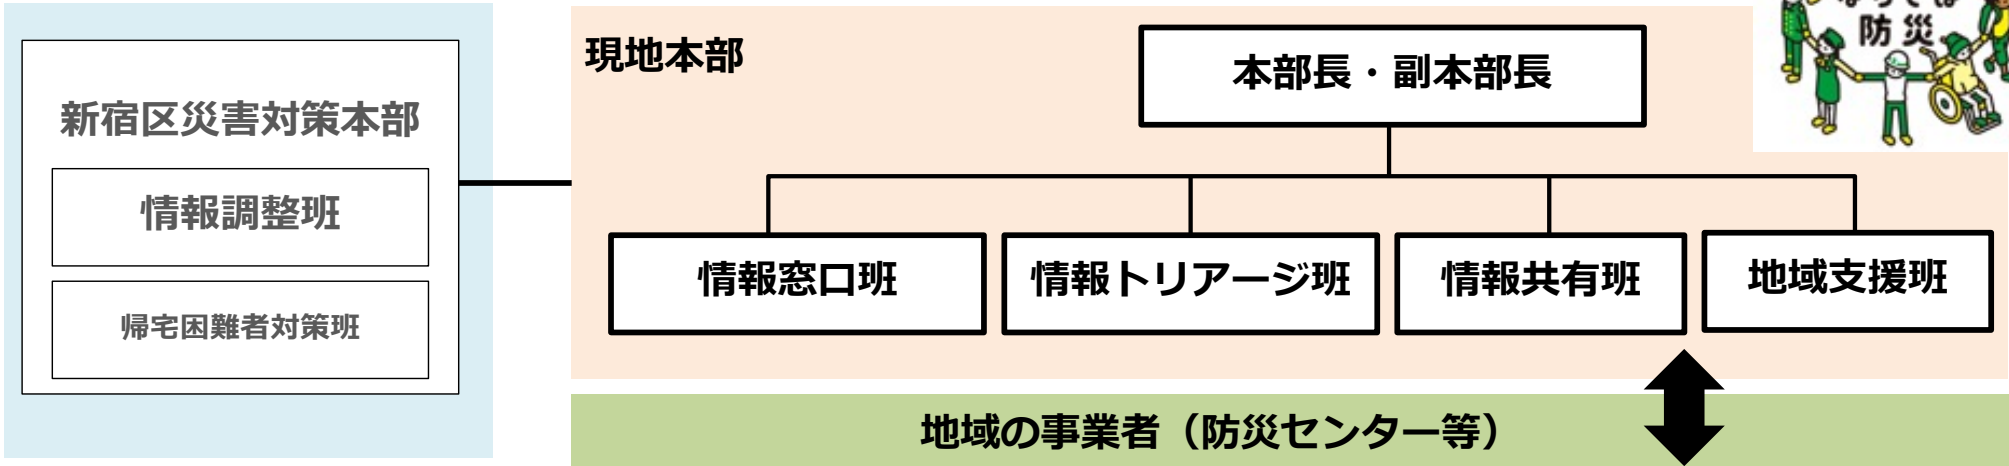 新宿区災害対策本部
情報調整班
帰宅困難者対策班
現地本部
本部長・副本部長
情報窓口班
情報トリアージ班
情報共有班
地域支援班
地域の事業者（防災センター等）
防災